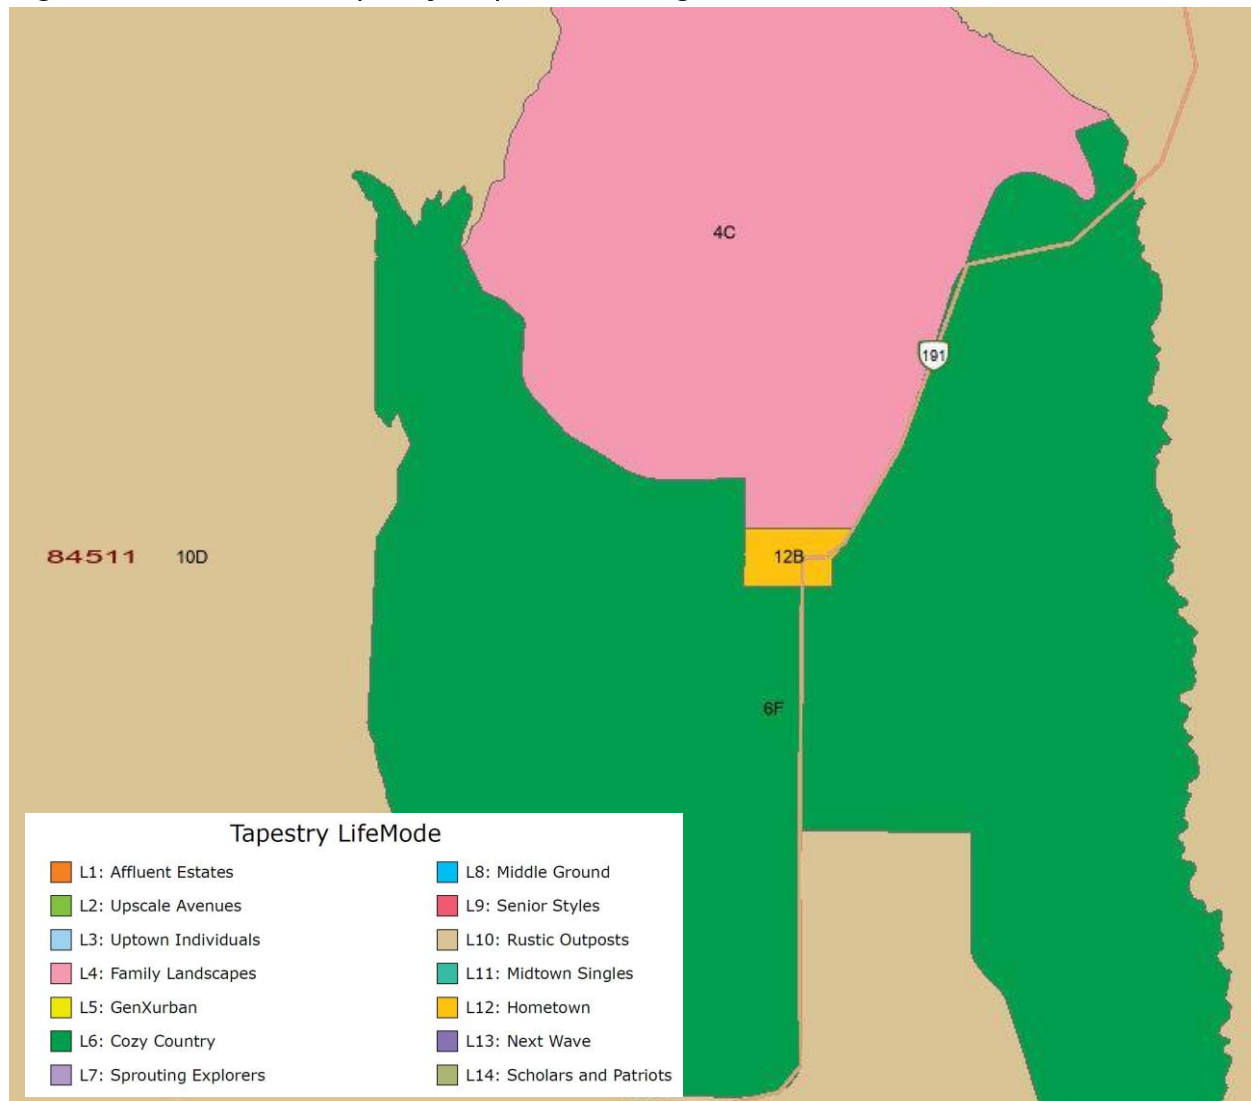 4C
191
12B
84511 10D
6F
Tapestry LifeMode
L1: Affluent Estates
L2: Upscale Avenues
L3: Uptown Individuals
L4: Family Landscapes
L5: GenXurban
L6: Cozy Country
L7: Sprouting Explorers
L8: Middle Ground
L9: Senior Styles
L10: Rustic Outposts
L11: Midtown Singles
L12: Hometown
L13: Next Wave
L14: Scholars and Patriots